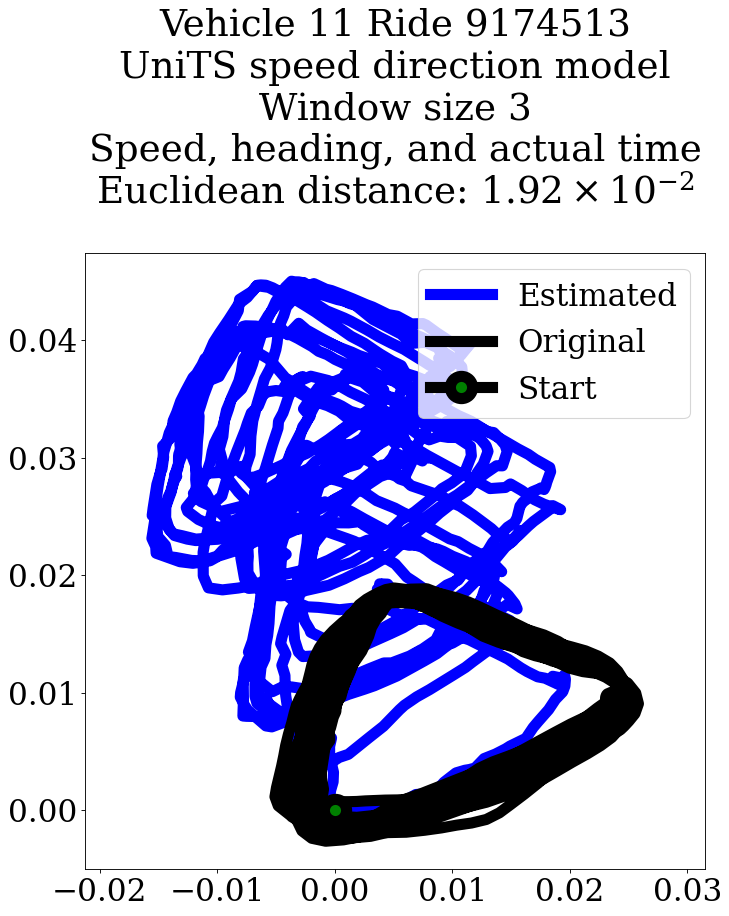 Vehicle 11 Ride 9174513
UniTS speed direction model
Window size 3
Speed, heading, and actual time
Euclidean distance: 1.92 × 10⁻²
Estimated
Original
Start
0.04
0.03
0.02
0.01
0.00
−0.02 −0.01 0.00 0.01 0.02 0.03